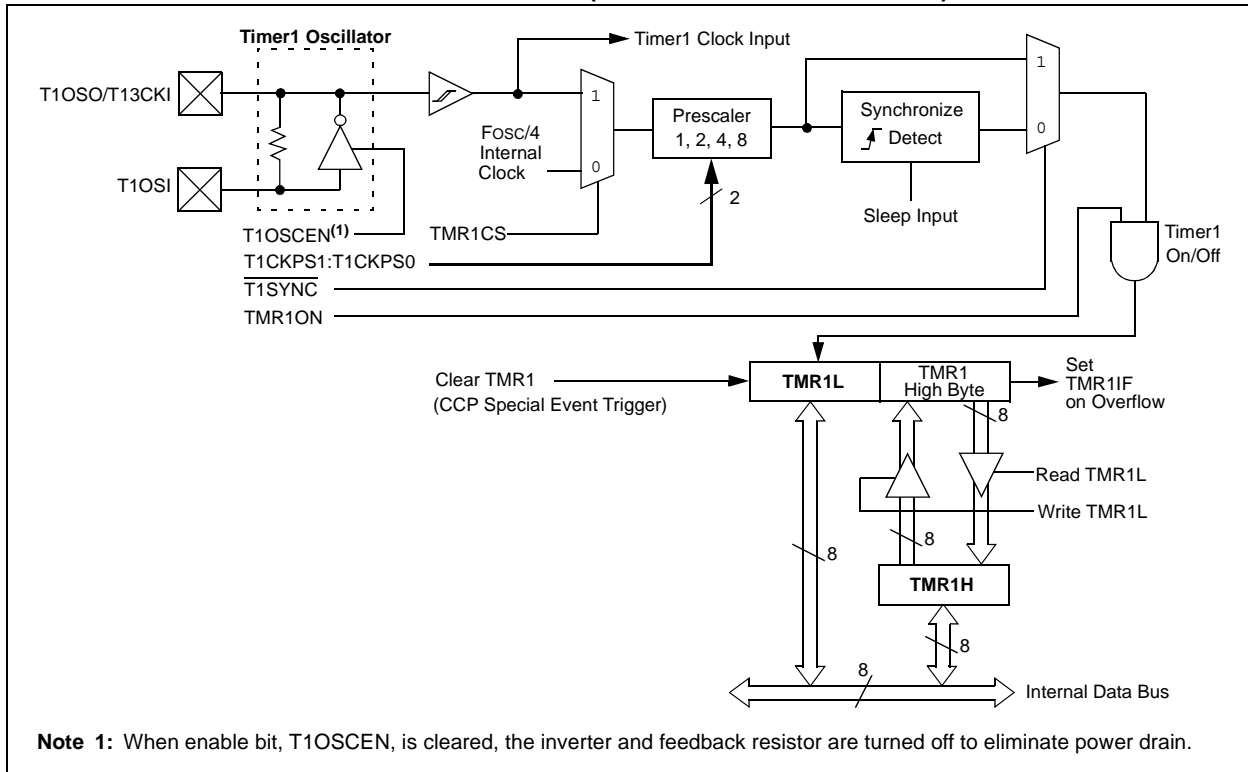 Timer1 Oscillator
Timer1 Clock Input
T1OSO/T13CKI
1
FOSC/4
Internal
Clock
0
Prescaler
1, 2, 4, 8
Synchronize
Detect
1
0
T1OSI
2
Sleep Input
T1OSCEN(1)
TMR1CS
Timer1
On/Off
T1CKPS1:T1CKPS0
T1SYNC
TMR1ON
Clear TMR1
(CCP Special Event Trigger)
TMR1L
TMR1
High Byte
Set
TMR1IF
on Overflow
8
Read TMR1L
Write TMR1L
8
8
TMR1H
8
8
Internal Data Bus
Note 1: When enable bit, T1OSCEN, is cleared, the inverter and feedback resistor are turned off to eliminate power drain.